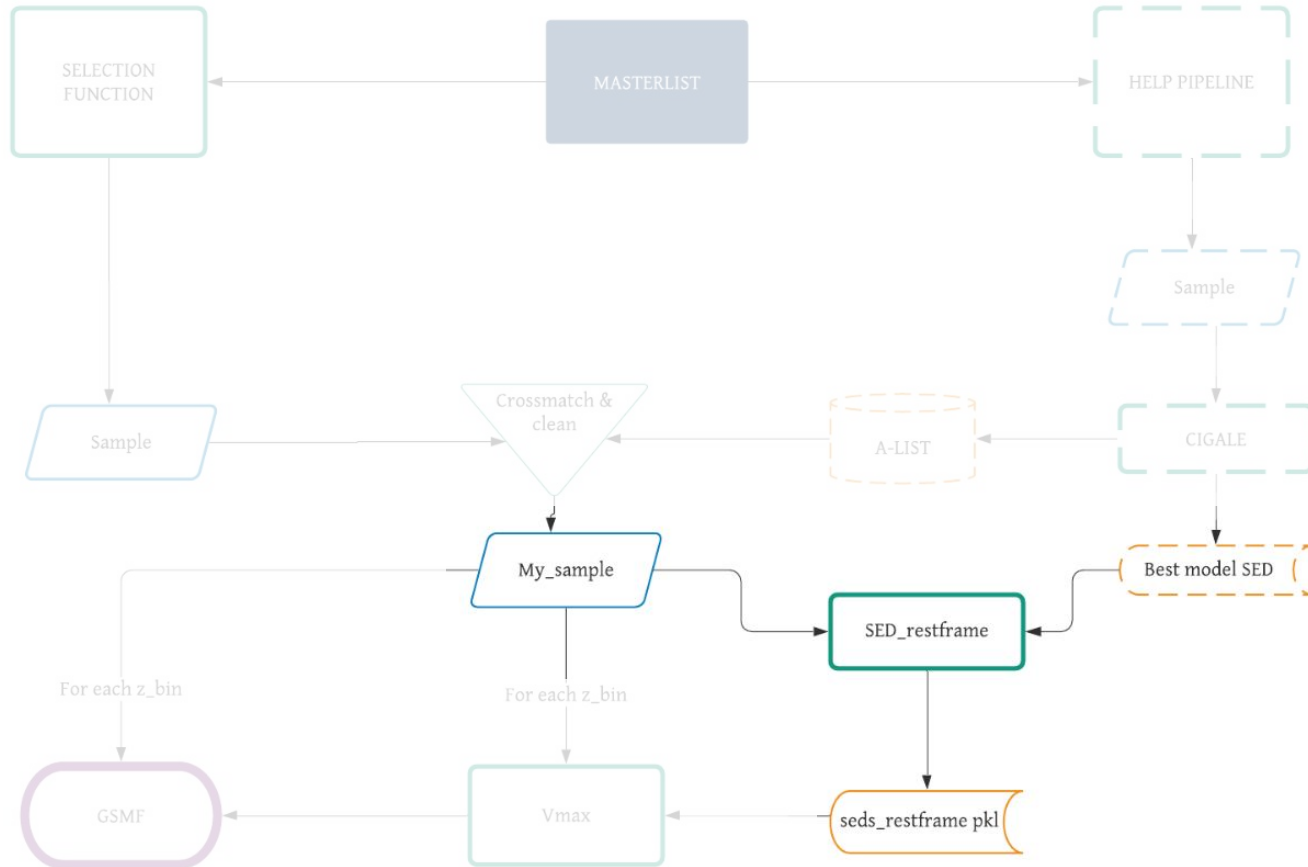 SELECTION
FUNCTION
MASTERLIST
HELP PIPELINE
Sample
Sample
Crossmatch &
clean
A-LIST
CIGALE
My_sample
Best model SED
SED_restframe
For each z_bin
For each z_bin
GSMF
Vmax
seds_restframe pkl